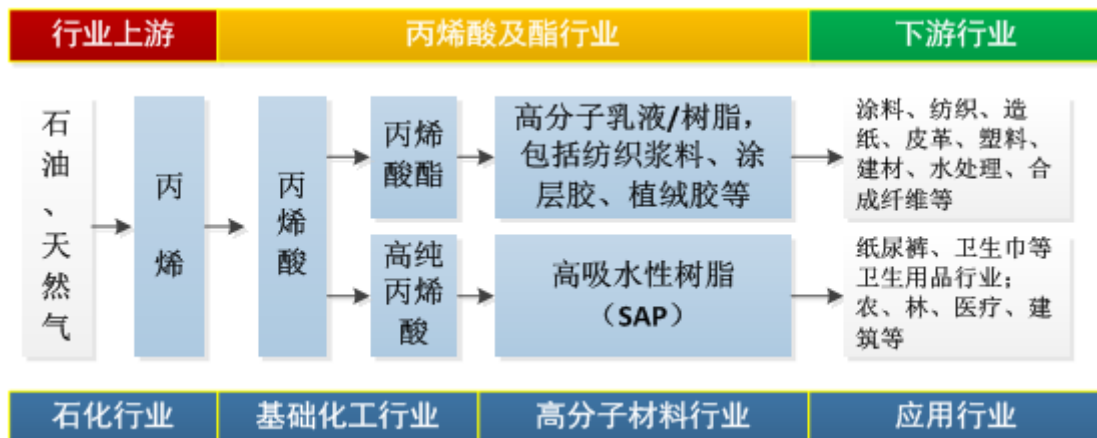 行业上游
丙烯酸及酯行业
下游行业
石油、天然气
丙烯
丙烯酸
丙烯
酸酯
高分子乳液/树脂，
包括纺织浆料、涂
层胶、植绒胶等
涂料、纺织、造
纸、皮革、塑料、
建材、水处理、合
成纤维等
高纯
丙烯
酸
高吸水性树脂
（SAP）
纸尿裤、卫生巾等
卫生用品行业；
农、林、医疗、建
筑等
石化行业
基础化工行业
高分子材料行业
应用行业